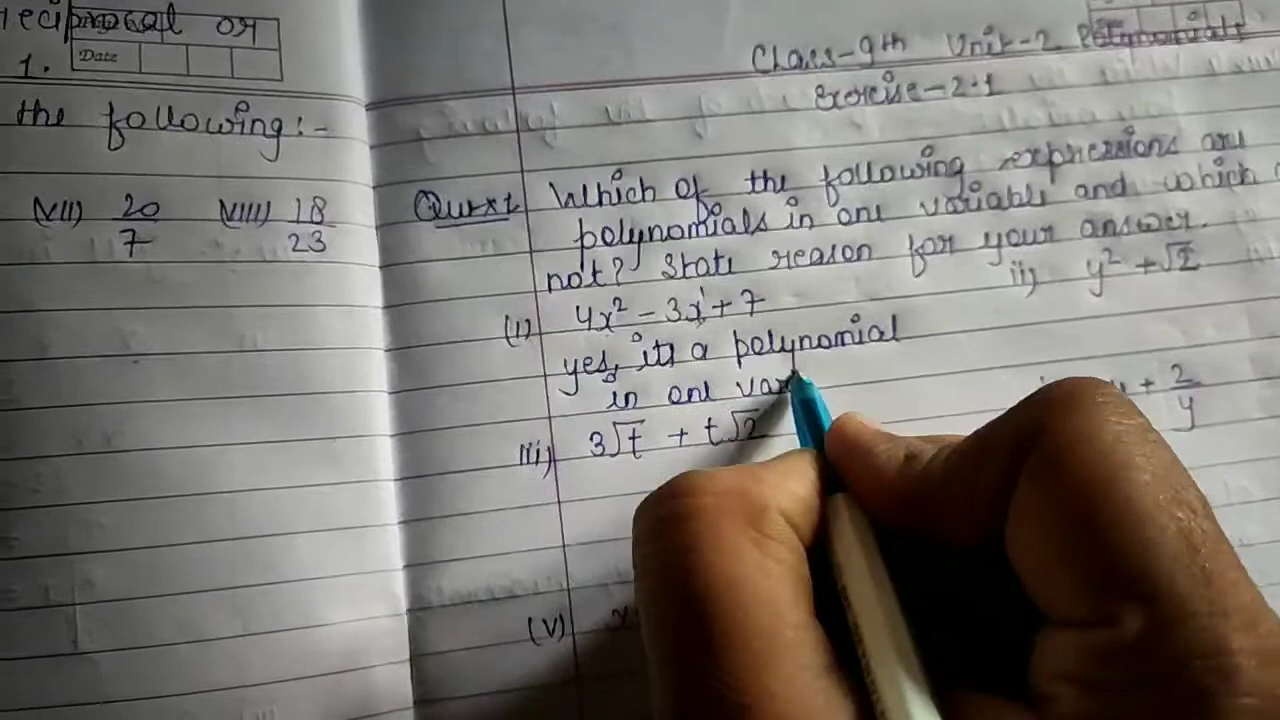 reciprocal or
Date
1.
the following:-
(VII) 20/7 (VIII) 18/23
Class-9th Unit-2 Polynomials
Exercise-2.1
Which of the following expressions are
polynomials in one variable and which
not? State reason for your answer.
(i) 4x² - 3x¹ + 7 ii) y² + √2
yes, its a polynomial
in one var
iii) 3√t + t√2 + 2/y
(V)